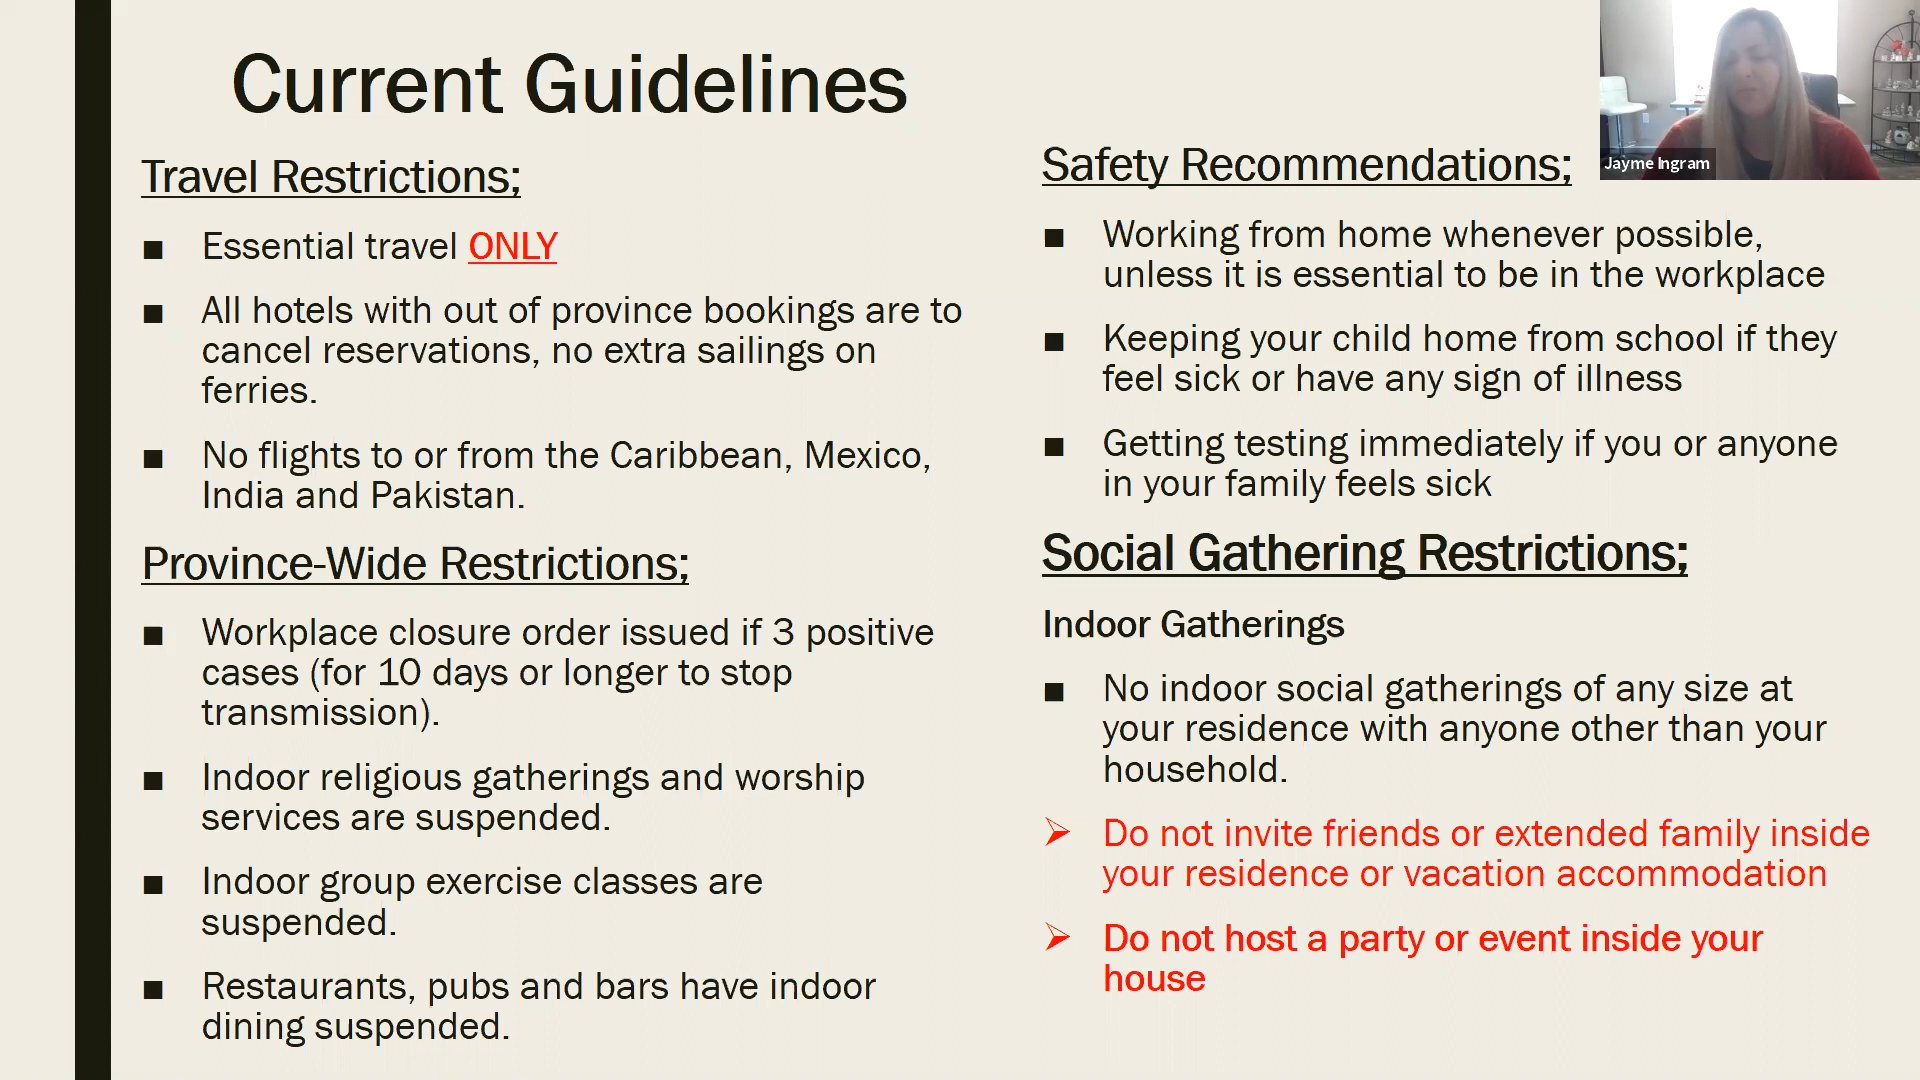 Current Guidelines
Travel Restrictions;
■ Essential travel ONLY
■ All hotels with out of province bookings are to
cancel reservations, no extra sailings on
ferries.
■ No flights to or from the Caribbean, Mexico,
India and Pakistan.
Province-Wide Restrictions;
■ Workplace closure order issued if 3 positive
cases (for 10 days or longer to stop
transmission).
■ Indoor religious gatherings and worship
services are suspended.
■ Indoor group exercise classes are
suspended.
■ Restaurants, pubs and bars have indoor
dining suspended.
Safety Recommendations;
■ Working from home whenever possible,
unless it is essential to be in the workplace
■ Keeping your child home from school if they
feel sick or have any sign of illness
■ Getting testing immediately if you or anyone
in your family feels sick
Social Gathering Restrictions;
Indoor Gatherings
■ No indoor social gatherings of any size at
your residence with anyone other than your
household.
➢ Do not invite friends or extended family inside
your residence or vacation accommodation
➢ Do not host a party or event inside your
house
Jayme Ingram